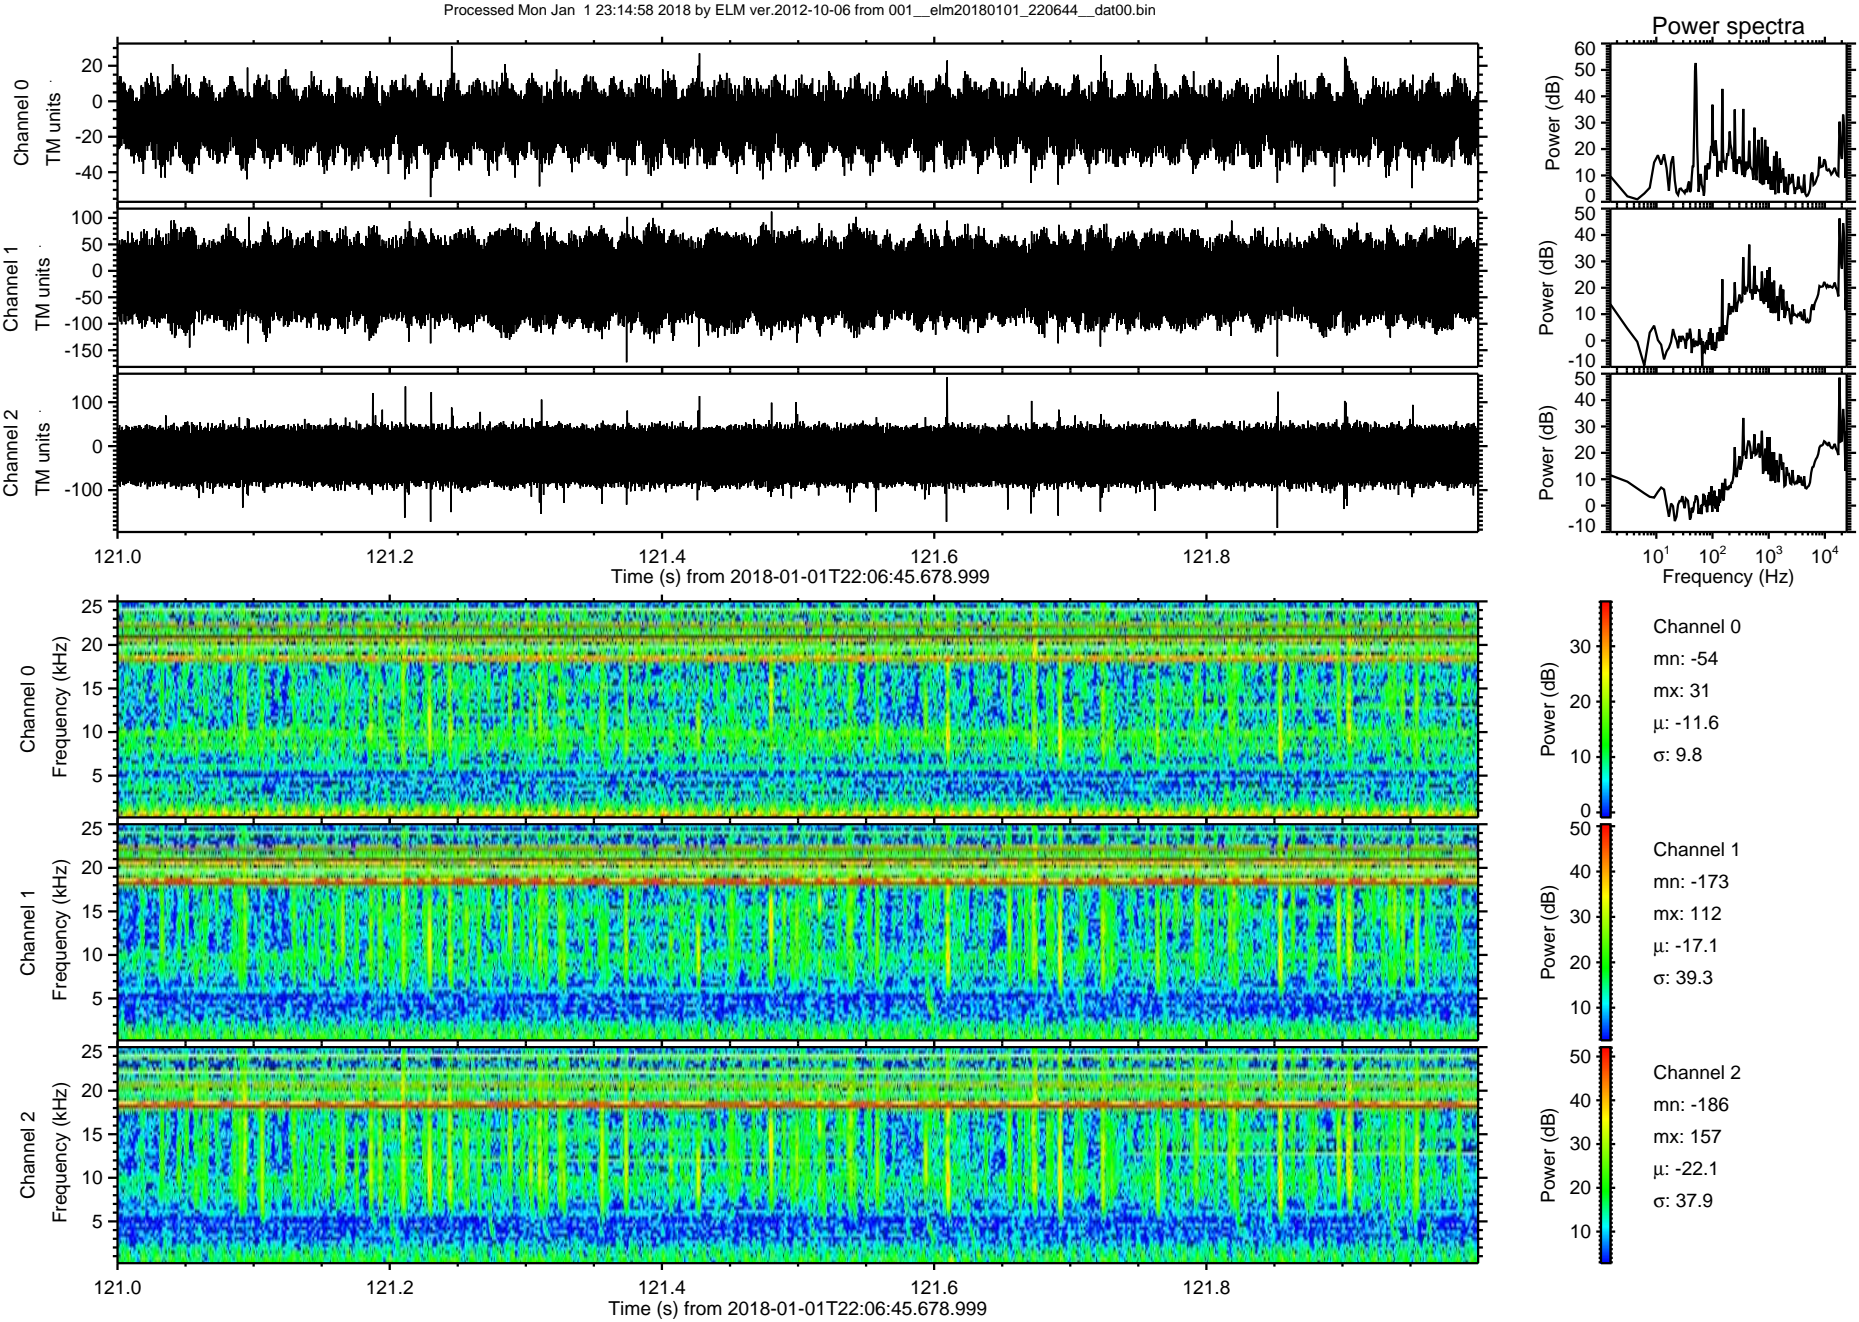 Processed Mon Jan  1 23:14:58 2018 by ELM ver.2012-10-06 from 001__elm20180101_220644__dat00.bin
Power spectra
Channel 0
TM units
20
0
-20
-40
Power (dB)
60
50
40
30
20
10
0
Channel 1
TM units
100
50
0
-50
-100
-150
Power (dB)
50
40
30
20
10
0
-10
Channel 2
TM units
100
0
-100
Power (dB)
50
40
30
20
10
0
-10
121.0 121.2 121.4 121.6 121.8
Time (s) from 2018-01-01T22:06:45.678.999
10¹ 10² 10³ 10⁴
Frequency (Hz)
Channel 0
Frequency (kHz)
25
20
15
10
5
Power (dB)
30
20
10
0
Channel 0
mn: -54
mx: 31
μ: -11.6
σ: 9.8
Channel 1
Frequency (kHz)
25
20
15
10
5
Power (dB)
50
40
30
20
10
Channel 1
mn: -173
mx: 112
μ: -17.1
σ: 39.3
Channel 2
Frequency (kHz)
25
20
15
10
5
Power (dB)
50
40
30
20
10
Channel 2
mn: -186
mx: 157
μ: -22.1
σ: 37.9
121.0 121.2 121.4 121.6 121.8
Time (s) from 2018-01-01T22:06:45.678.999